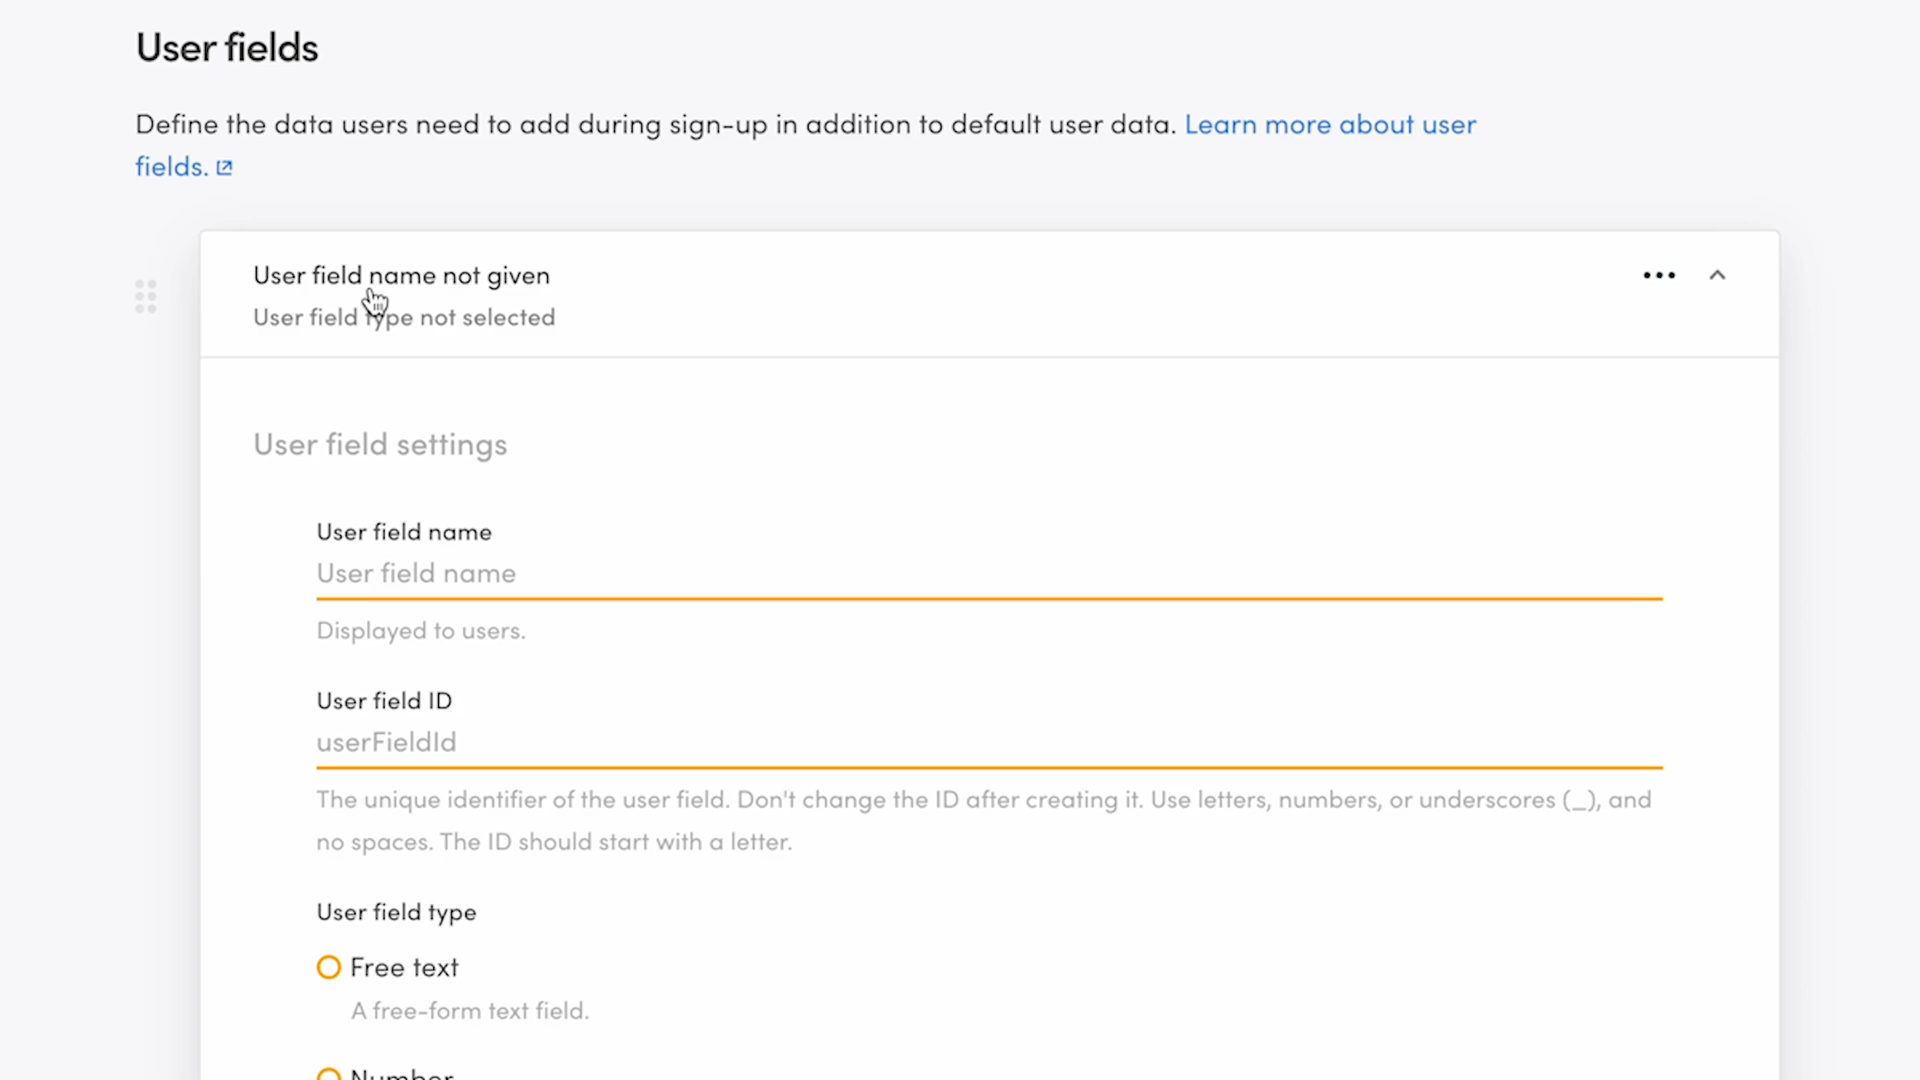 User fields
Define the data users need to add during sign-up in addition to default user data. Learn more about user
fields.
User field name not given
User field type not selected
User field settings
User field name
User field name
Displayed to users.
User field ID
userFieldId
The unique identifier of the user field. Don't change the ID after creating it. Use letters, numbers, or underscores (_), and
no spaces. The ID should start with a letter.
User field type
Free text
A free-form text field.
Number